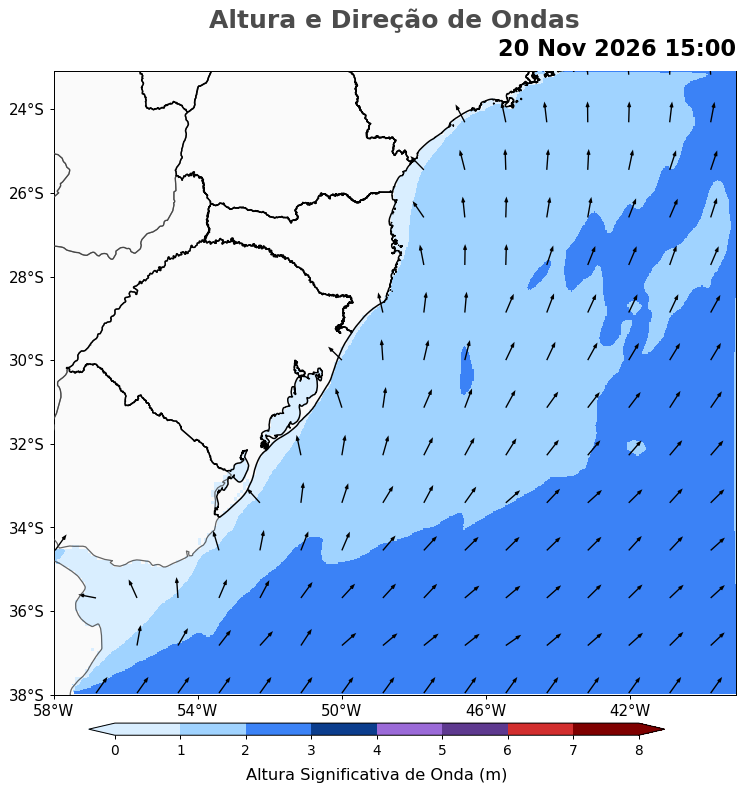 Altura e Direção de Ondas
20 Nov 2026 15:00
24°S
26°S
28°S
30°S
32°S
34°S
36°S
38°S
58°W 54°W 50°W 46°W 42°W
0 1 2 3 4 5 6 7 8
Altura Significativa de Onda (m)